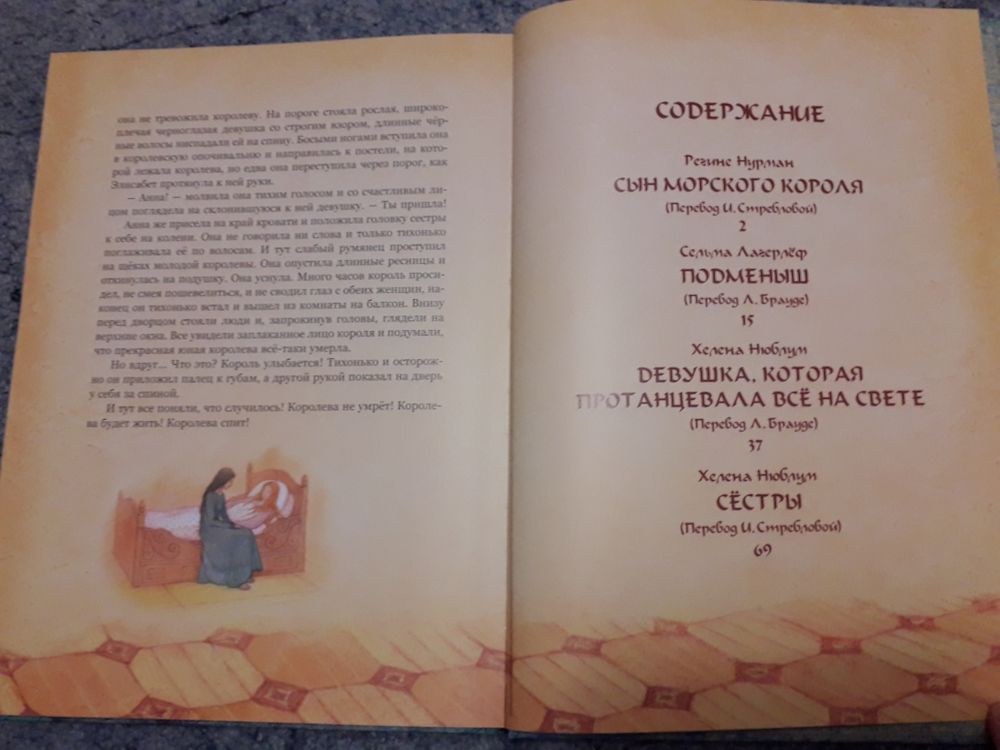 она не тревожила королеву. На пороге стояла рослая, широко-
плечая черноглазая девушка со строгим взором, длинные чёр-
ные волосы ниспадали ей на спину. Босыми ногами вступила она
в королевскую опочивальню и направилась к постели, на кото-
рой лежала королева, но едва она переступила через порог, как
Элисабет протянула к ней руки.
— Анна! — молвила она тихим голосом и со счастливым ли-
цом поглядела на склонившуюся к ней девушку. — Ты пришла!
Анна же присела на край кровати и положила головку сестры
к себе на колени. Она не говорила ни слова и только тихонько
поглаживала её по волосам. И тут слабый румянец проступил
на щёках молодой королевы. Она опустила длинные ресницы и
откинулась на подушку. Она уснула. Много часов король проси-
дел, не смея пошевелиться, и не сводил глаз с обеих женщин, на-
конец он тихонько встал и вышел из комнаты на балкон. Внизу
перед дворцом стояли люди и, запрокинув головы, глядели на
верхние окна. Все увидели заплаканное лицо короля и подумали,
что прекрасная юная королева всё-таки умерла.
Но вдруг... Что это? Король улыбается! Тихонько и осторож-
но он приложил палец к губам, а другой рукой показал на дверь
у себя за спиной.
И тут все поняли, что случилось! Королева не умрёт! Короле-
ва будет жить! Королева спит!
СОДЕРЖАНИЕ
Регине Нурман
СЫН МОРСКОГО КОРОЛЯ
(Перевод И. Стребловой)
2
Сельма Лагерлёф
ПОДМЕНЫШ
(Перевод Л. Брауде)
15
Хелена Нюблум
ДЕВУШКА, КОТОРАЯ
ПРОТАНЦЕВАЛА ВСЁ НА СВЕТЕ
(Перевод Л. Брауде)
37
Хелена Нюблум
СЁСТРЫ
(Перевод И. Стребловой)
69